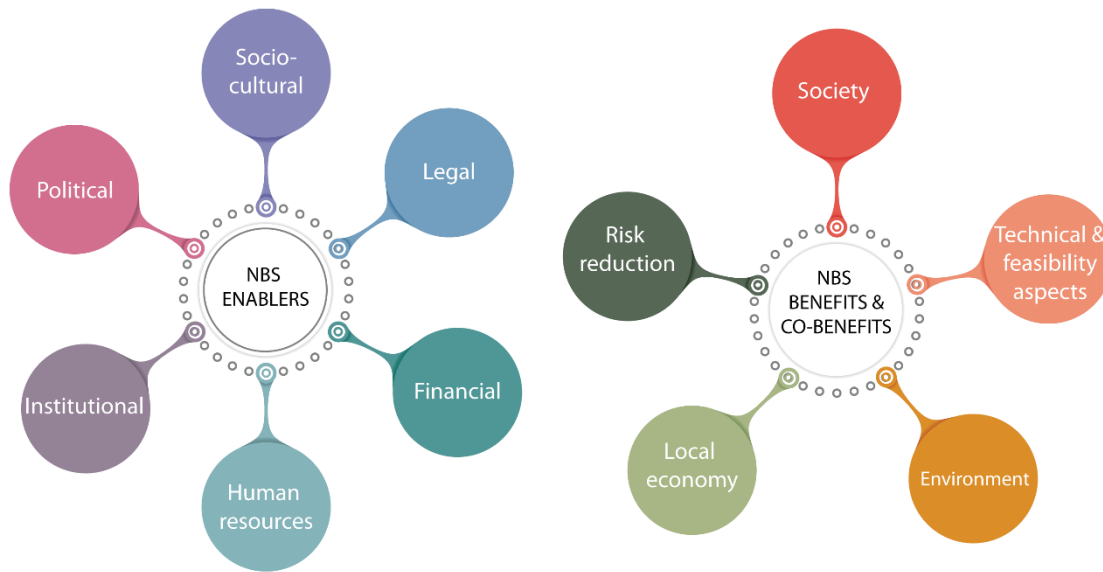 Socio-
cultural
Legal
Financial
Human
resources
Institutional
Political
NBS
ENABLERS
Society
Technical &
feasibility
aspects
Environment
Local
economy
Risk
reduction
NBS
BENEFITS &
CO-BENEFITS